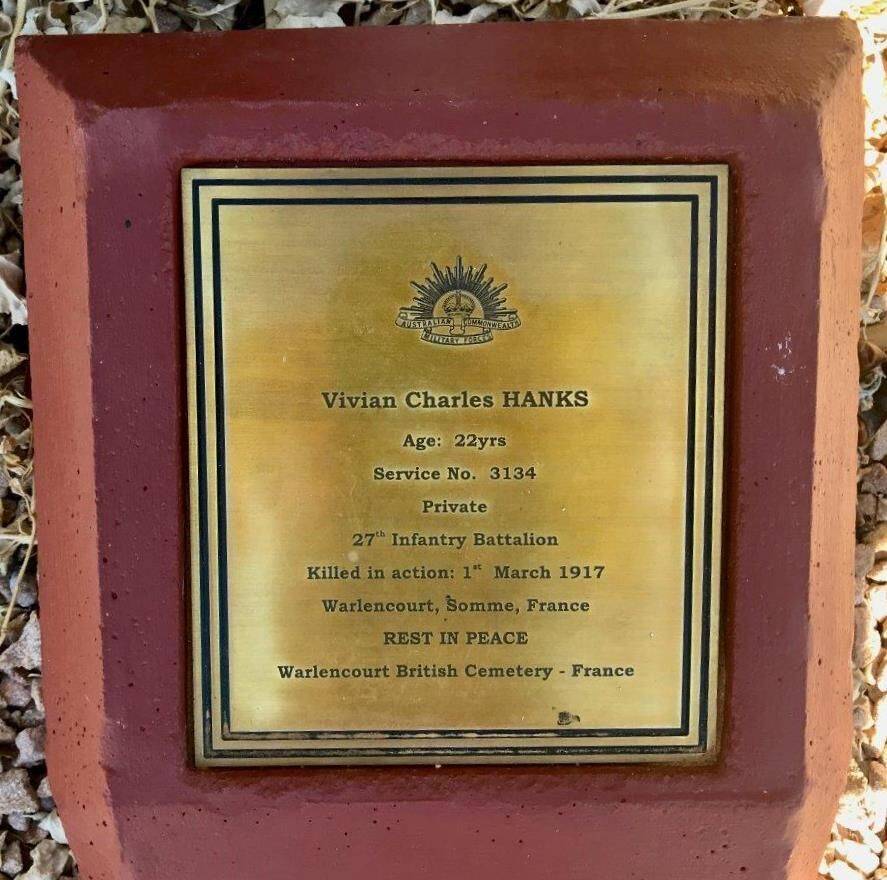 AUSTRALIAN COMMONWEALTH
MILITARY FORCES
Vivian Charles HANKS
Age: 22yrs
Service No. 3134
Private
27th Infantry Battalion
Killed in action: 1st March 1917
Warlencourt, Somme, France
REST IN PEACE
Warlencourt British Cemetery - France